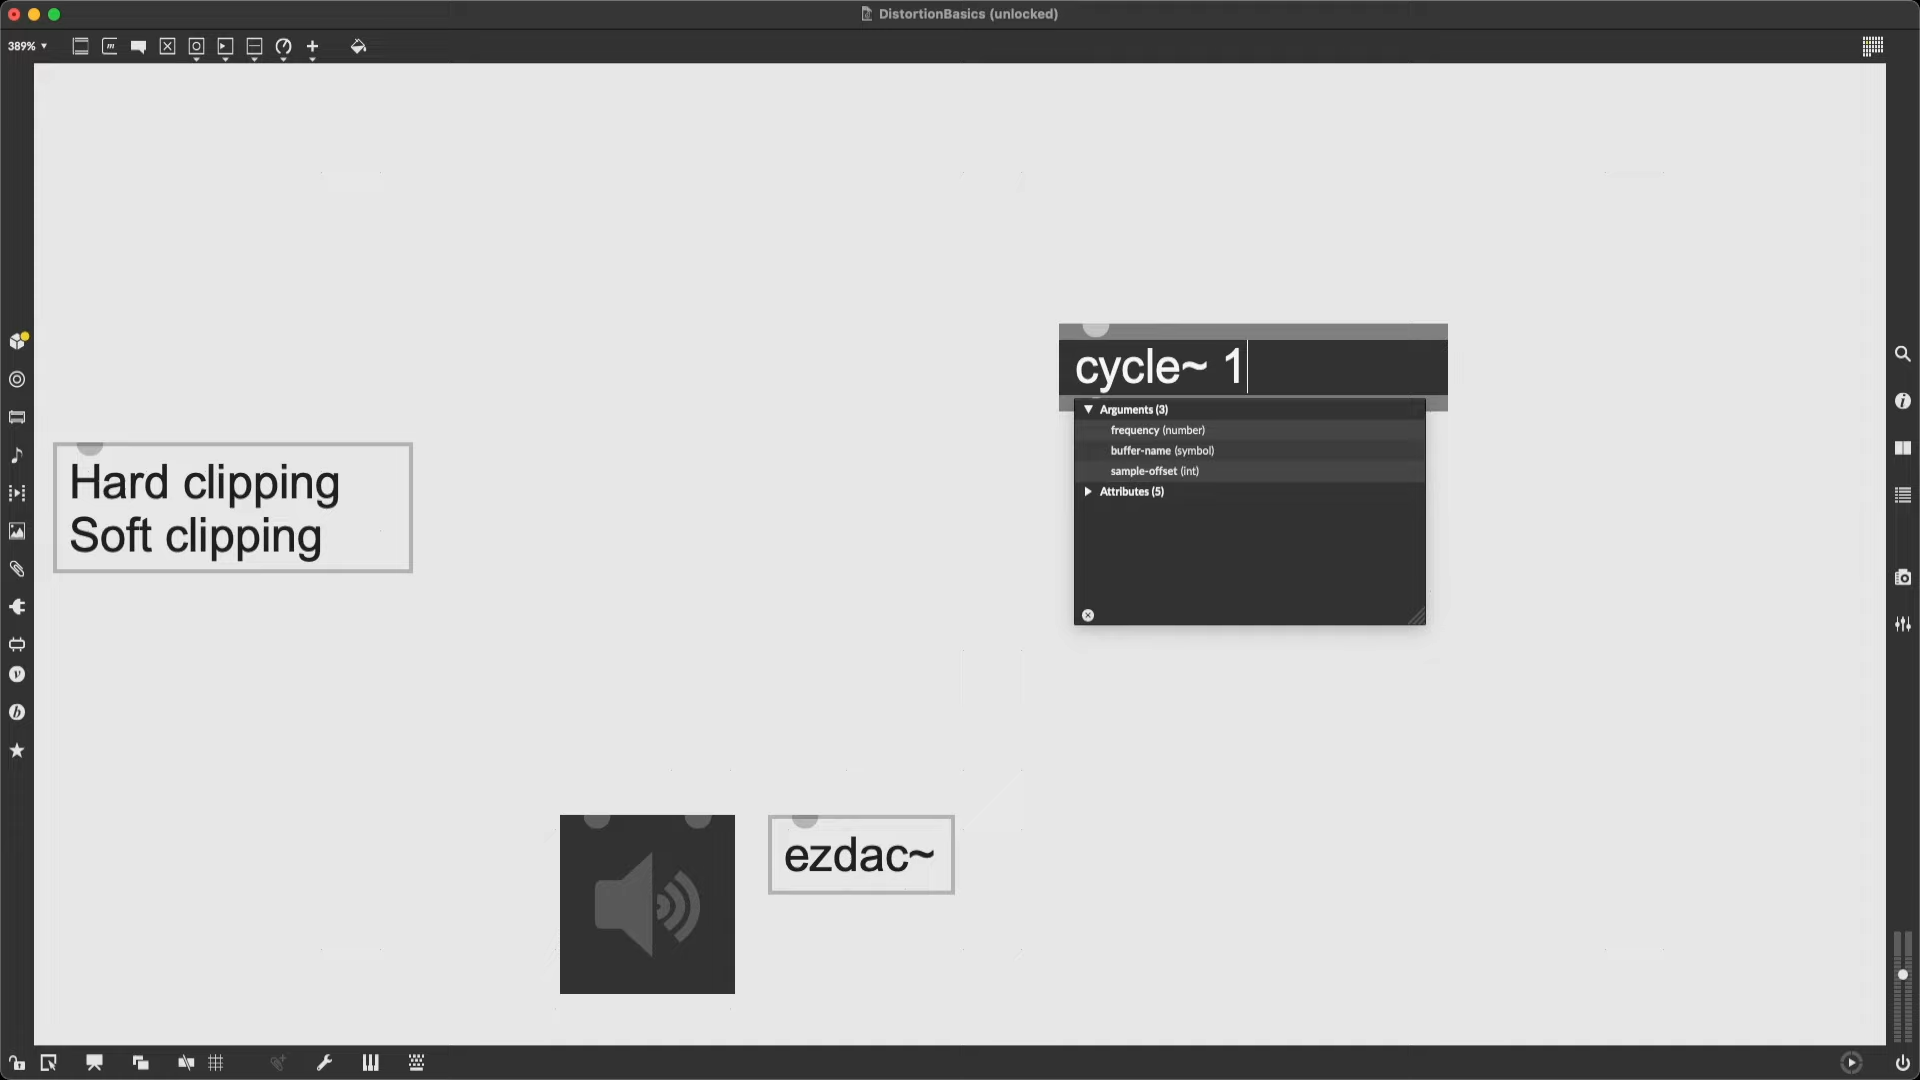 DistortionBasics (unlocked)
389%
cycle~ 1
Arguments (3)
frequency (number)
buffer-name (symbol)
sample-offset (int)
Attributes (5)
Hard clipping
Soft clipping
ezdac~